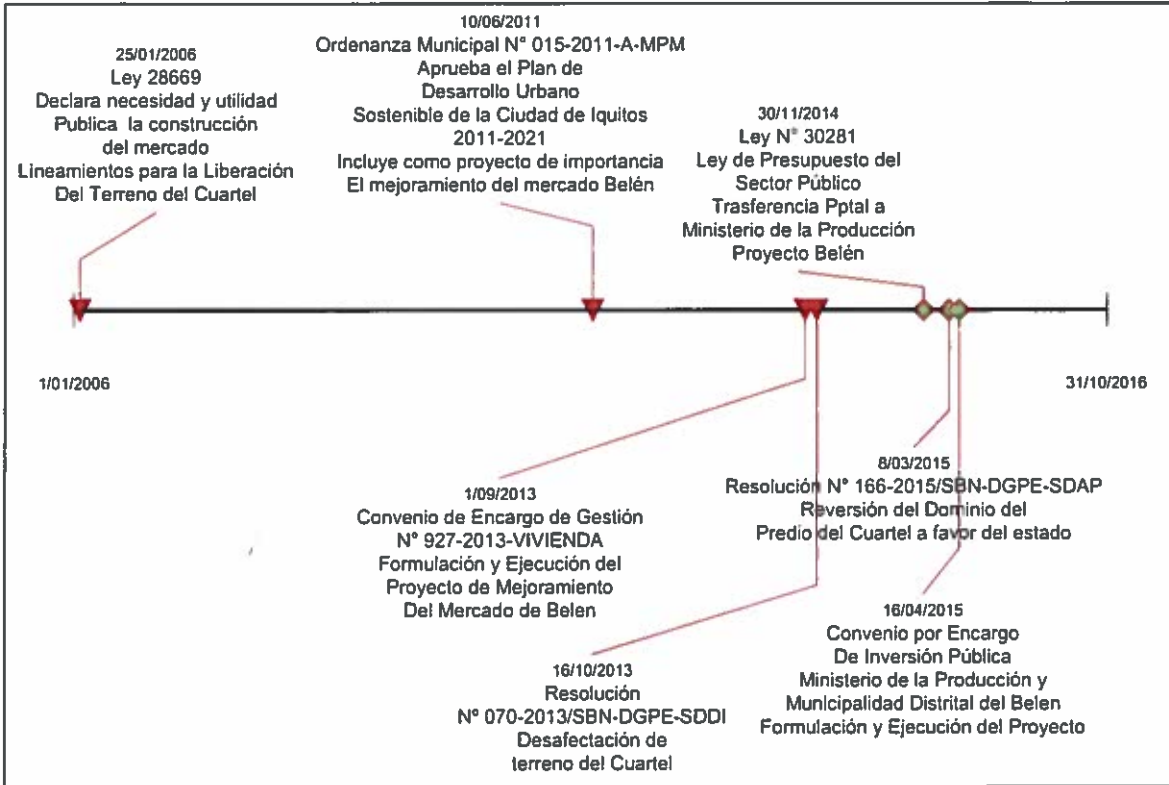 25/01/2006
Ley 28669
Declara necesidad y utilidad
Publica la construcción
del mercado
Lineamientos para la Liberación
Del Terreno del Cuartel
10/06/2011
Ordenanza Municipal N° 015-2011-A-MPM
Aprueba el Plan de
Desarrollo Urbano
Sostenible de la Ciudad de Iquitos
2011-2021
Incluye como proyecto de importancia
El mejoramiento del mercado Belén
30/11/2014
Ley N° 30281
Ley de Presupuesto del
Sector Público
Trasferencia Pptal a
Ministerio de la Producción
Proyecto Belén
1/01/2006
31/10/2016
1/09/2013
Convenio de Encargo de Gestión
N° 927-2013-VIVIENDA
Formulación y Ejecución del
Proyecto de Mejoramiento
Del Mercado de Belen
16/10/2013
Resolución
N° 070-2013/SBN-DGPE-SDDI
Desafectación de
terreno del Cuartel
8/03/2015
Resolución N° 166-2015/SBN-DGPE-SDAP
Reversión del Dominio del
Predio del Cuartel a favor del estado
16/04/2015
Convenio por Encargo
De Inversión Pública
Ministerio de la Producción y
Municipalidad Distrital del Belen
Formulación y Ejecución del Proyecto